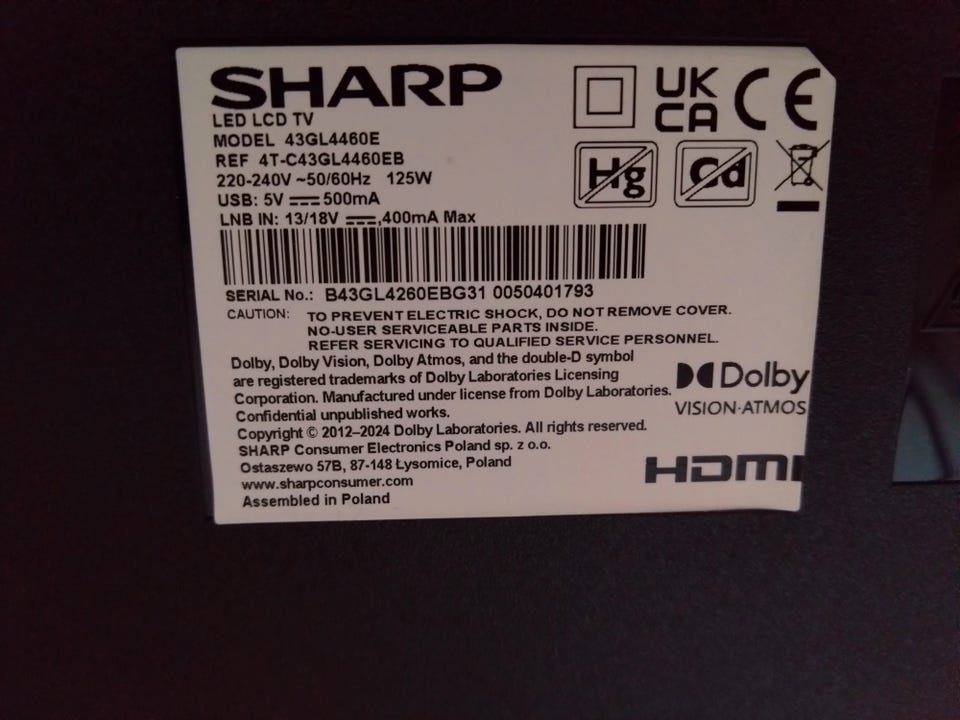 SHARP
LED LCD TV
MODEL 43GL4460E
REF 4T-C43GL4460EB
220-240V ~50/60Hz 125W
USB: 5V ⎓ 500mA
LNB IN: 13/18V ⎓,400mA Max
UK
CA
CE
Hg
Cd
SERIAL No.: B43GL4260EBG31 0050401793
CAUTION: TO PREVENT ELECTRIC SHOCK, DO NOT REMOVE COVER.
NO-USER SERVICEABLE PARTS INSIDE.
REFER SERVICING TO QUALIFIED SERVICE PERSONNEL.
Dolby, Dolby Vision, Dolby Atmos, and the double-D symbol
are registered trademarks of Dolby Laboratories Licensing
Corporation. Manufactured under license from Dolby Laboratories.
Confidential unpublished works.
Copyright © 2012–2024 Dolby Laboratories. All rights reserved.
SHARP Consumer Electronics Poland sp. z o.o.
Ostaszewo 57B, 87-148 Łysomice, Poland
www.sharpconsumer.com
Assembled in Poland
Dolby
VISION·ATMOS
HDMI